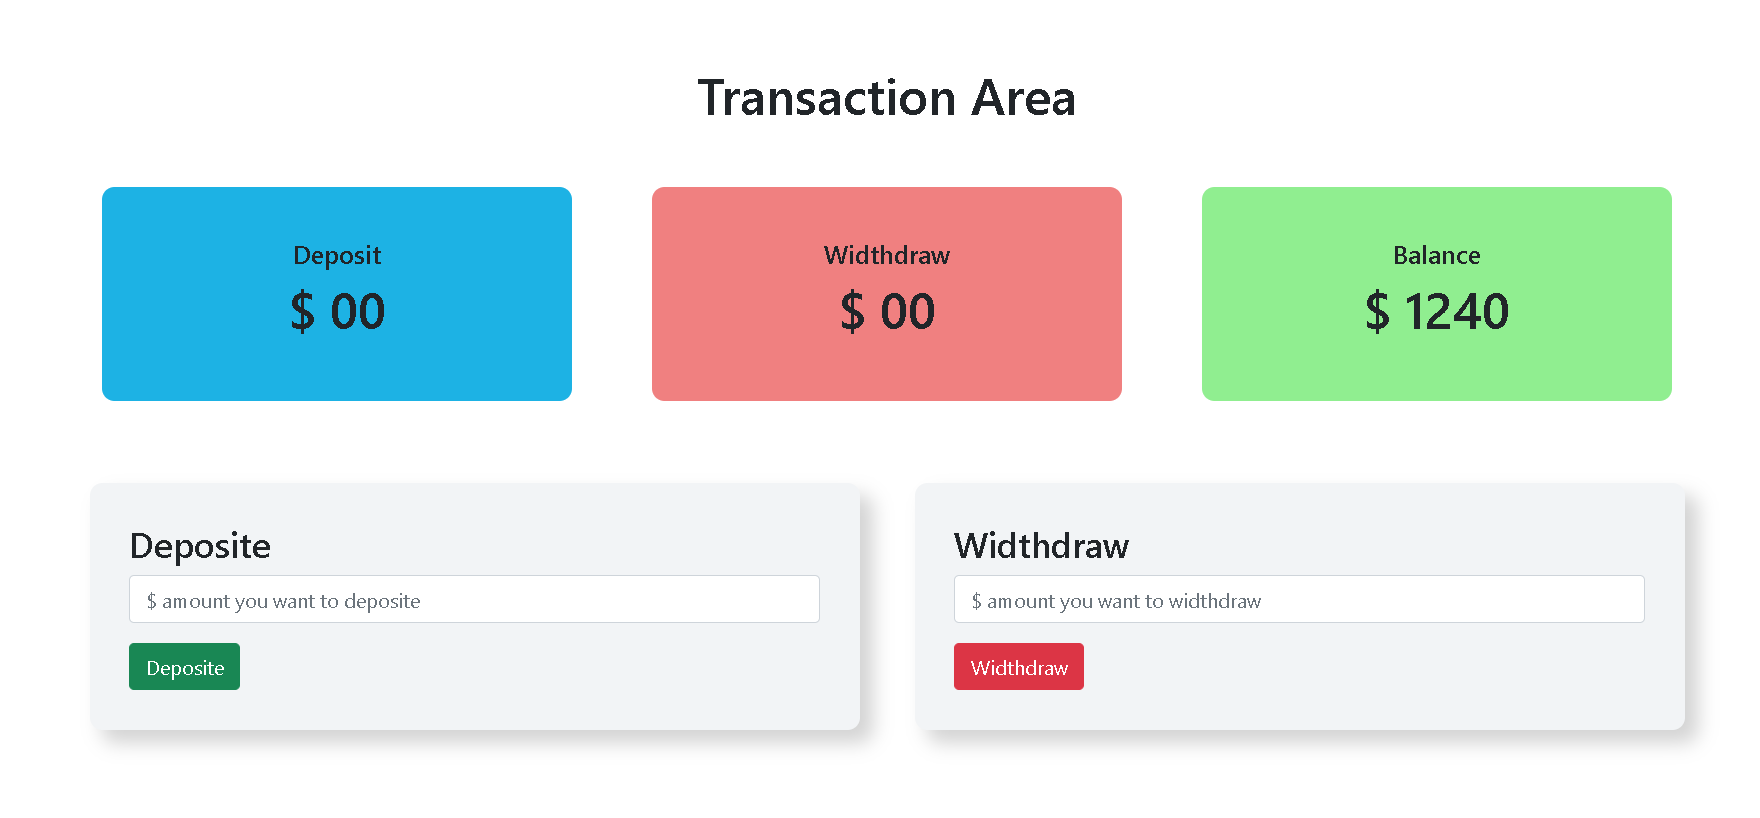 Transaction Area
Deposit
$ 00
Widthdraw
$ 00
Balance
$ 1240
Deposite
$ amount you want to deposite
Deposite
Widthdraw
$ amount you want to widthdraw
Widthdraw